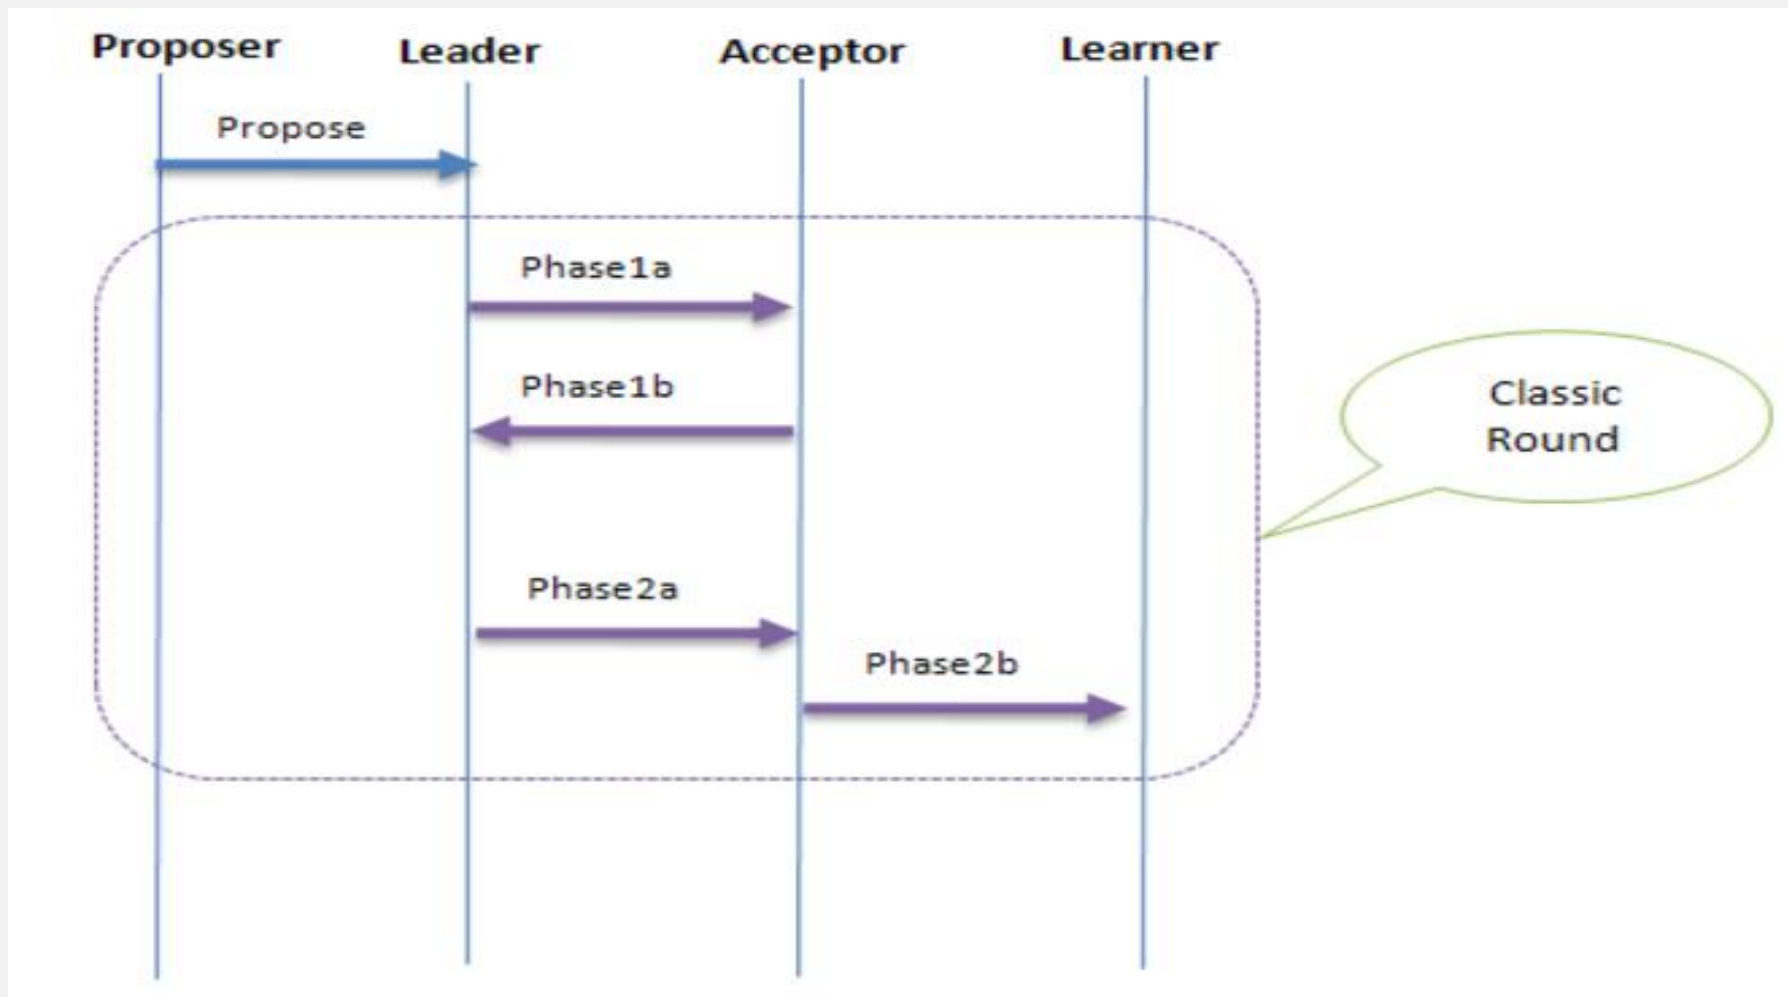 Proposer Leader Acceptor Learner
Propose
Phase1a
Phase1b
Classic
Round
Phase2a
Phase2b